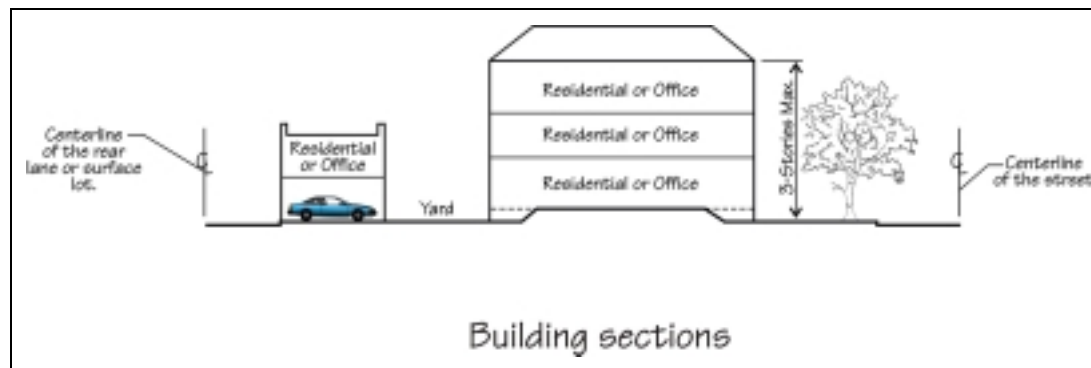 Centerline
of the rear
lane or surface
lot.
Residential
or Office
Yard
Residential or Office
Residential or Office
Residential or Office
3-Stories Max.
Centerline
of the street
Building sections